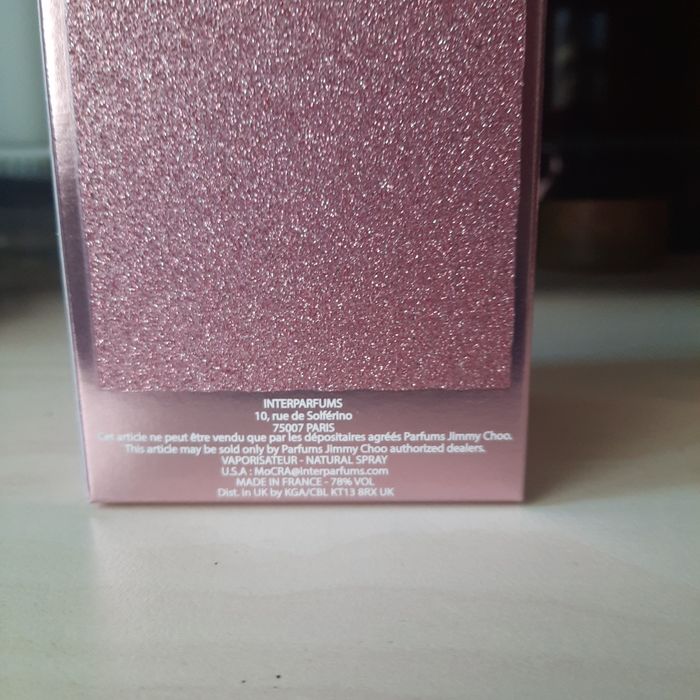 INTERPARFUMS
10, rue de Solférino
75007 PARIS
Cet article ne peut être vendu que par les dépositaires agréés Parfums Jimmy Choo.
This article may be sold only by Parfums Jimmy Choo authorized dealers.
VAPORISATEUR - NATURAL SPRAY
U.S.A : MoCRA@interparfums.com
MADE IN FRANCE - 78% VOL
Dist. in UK by KGA/CBL KT13 8RX UK